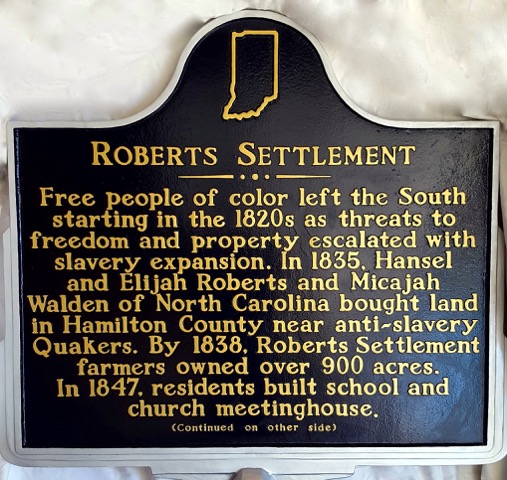 ROBERTS SETTLEMENT
Free people of color left the South
starting in the 1820s as threats to
freedom and property escalated with
slavery expansion. In 1835, Hansel
and Elijah Roberts and Micajah
Walden of North Carolina bought land
in Hamilton County near anti-slavery
Quakers. By 1838, Roberts Settlement
farmers owned over 900 acres.
In 1847, residents built school and
church meetinghouse.
(Continued on other side)